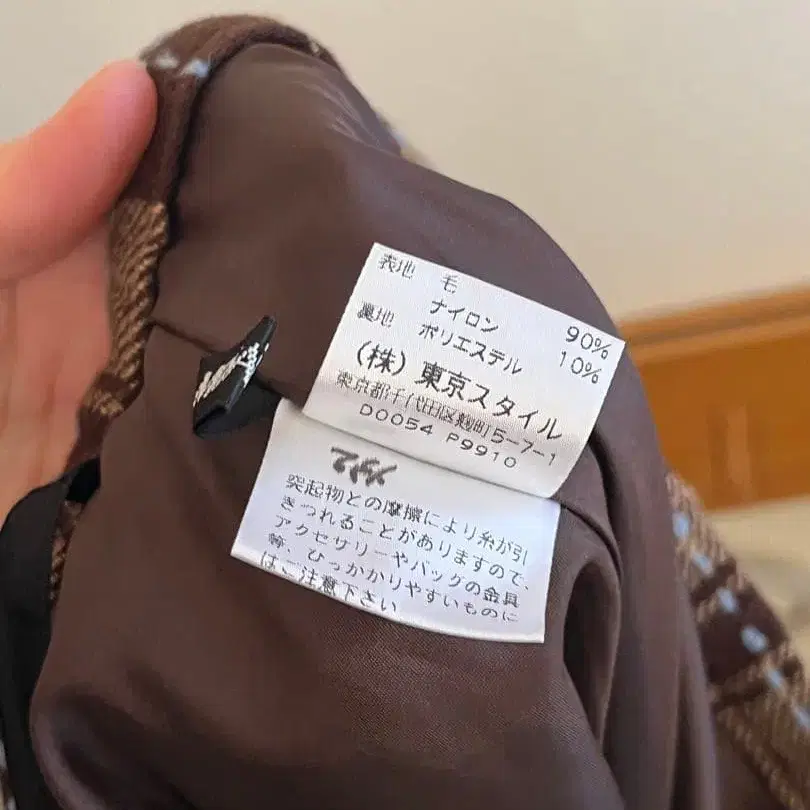 表地 毛 90%
ナイロン 10%
裏地 ポリエステル
(株) 東京スタイル
東京都千代田区麹町5-7-1
D0054 P9910
突起物との摩擦により糸が引
きつれることがありますので、
アクセサリーやバッグの金具
等、ひっかかりやすいものに
はご注意下さい